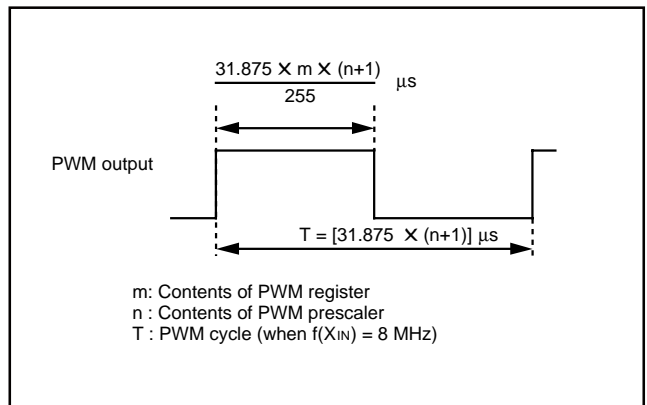 31.875 × m × (n+1)
255
μs
PWM output
T = [31.875 × (n+1)] μs
m: Contents of PWM register
n : Contents of PWM prescaler
T : PWM cycle (when f(XIN) = 8 MHz)